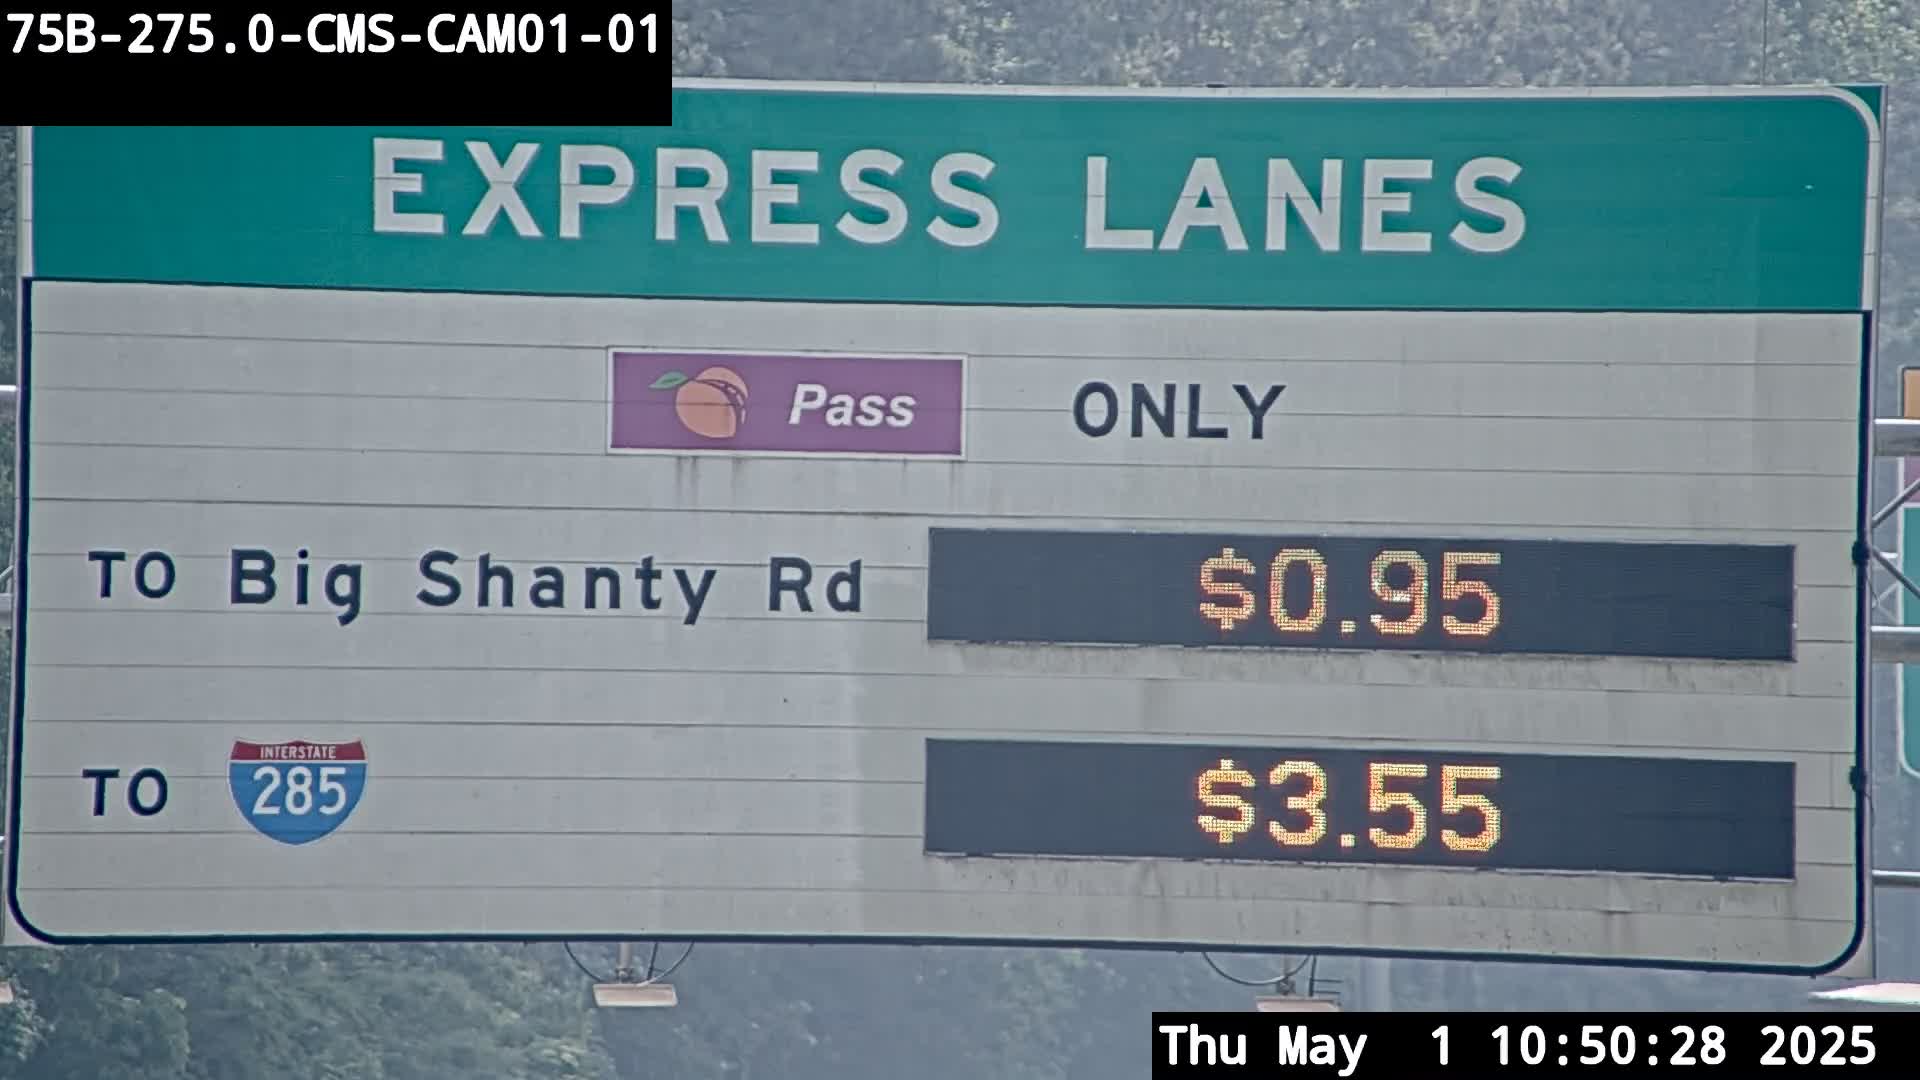 75B-275.0-CMS-CAM01-01
EXPRESS LANES
Pass ONLY
TO Big Shanty Rd $0.95
INTERSTATE
TO 285 $3.55
Thu May 1 10:50:28 2025